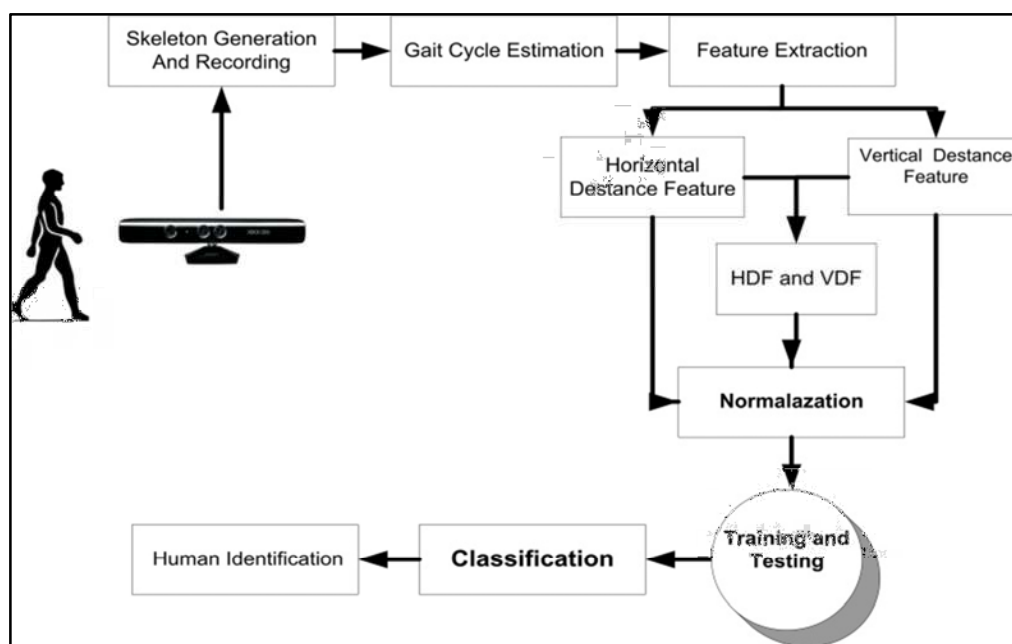 Skeleton Generation
And Recording
Gait Cycle Estimation
Feature Extraction
Horizontal
Destance Feature
Vertical Destance
Feature
HDF and VDF
Normalazation
Training and
Testing
Classification
Human Identification